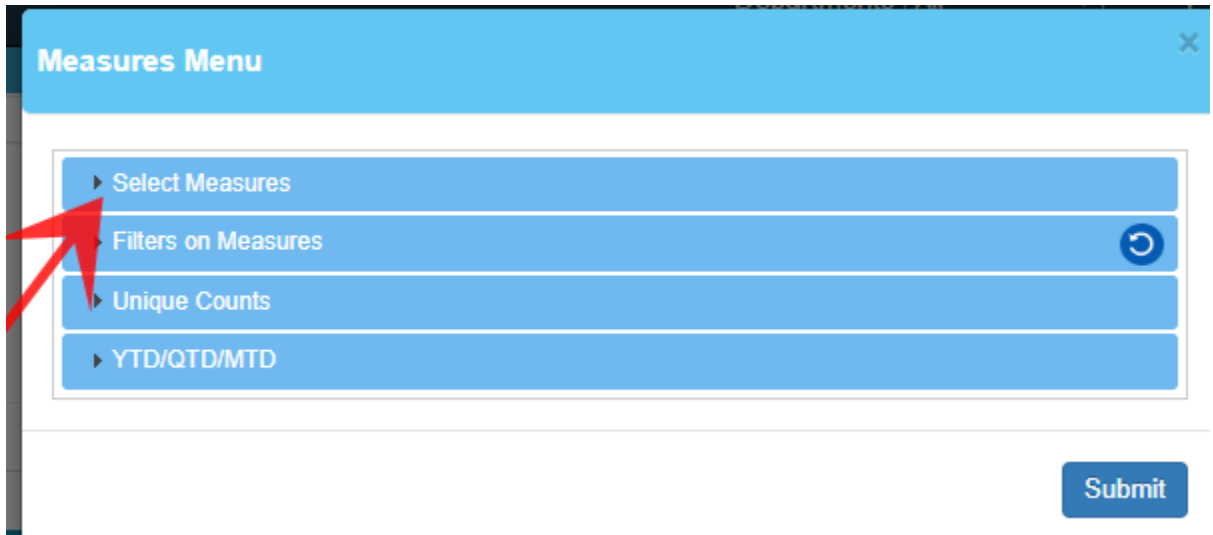 Measures Menu
Select Measures
Filters on Measures
Unique Counts
YTD/QTD/MTD
Submit